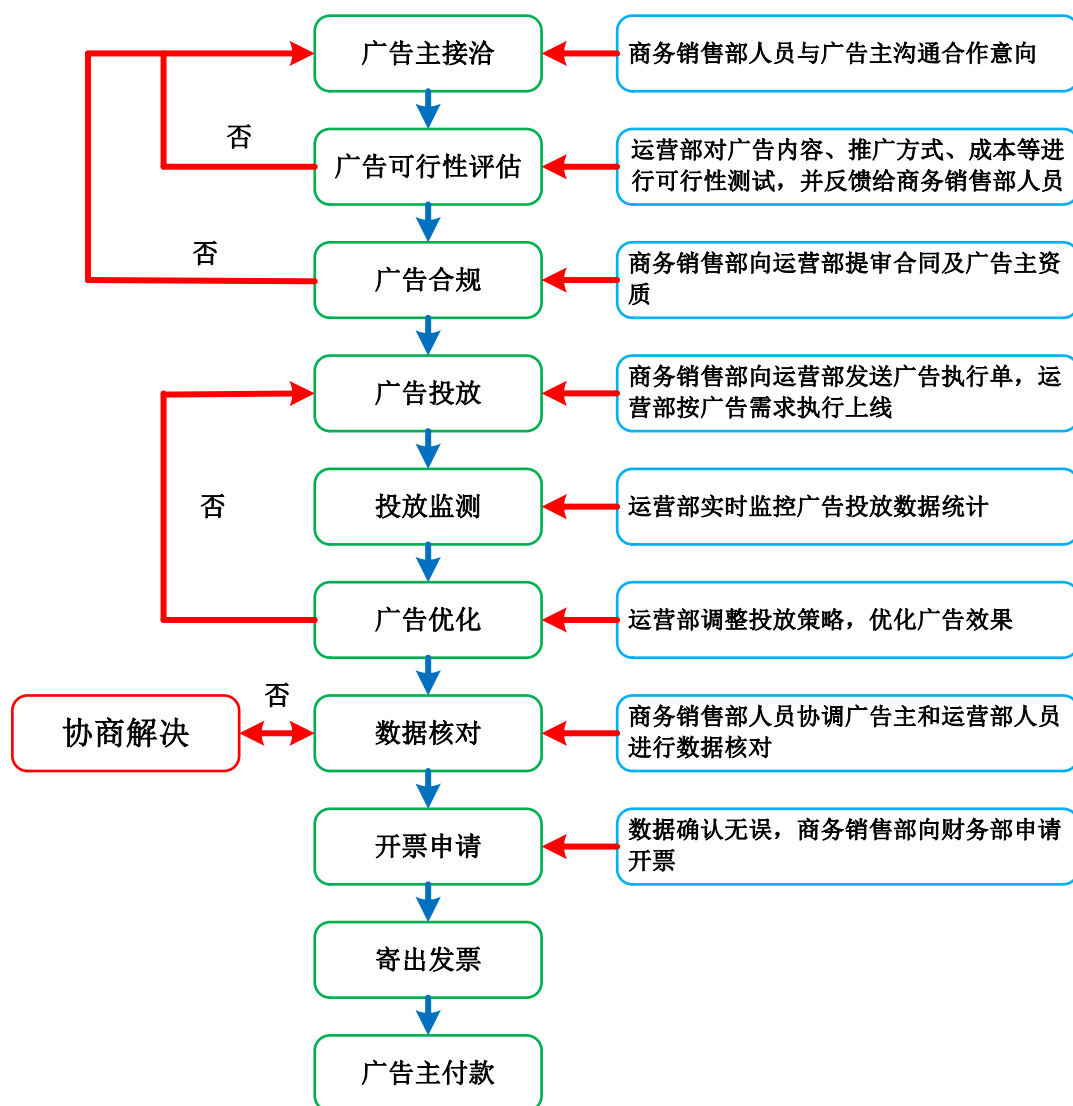 广告主接洽
商务销售部人员与广告主沟通合作意向
否
广告可行性评估
运营部对广告内容、推广方式、成本等进
行可行性测试，并反馈给商务销售部人员
否
广告合规
商务销售部向运营部提审合同及广告主资
质
广告投放
商务销售部向运营部发送广告执行单，运
营部按广告需求执行上线
否
投放监测
运营部实时监控广告投放数据统计
广告优化
运营部调整投放策略，优化广告效果
否
协商解决
数据核对
商务销售部人员协调广告主和运营部人员
进行数据核对
开票申请
数据确认无误，商务销售部向财务部申请
开票
寄出发票
广告主付款